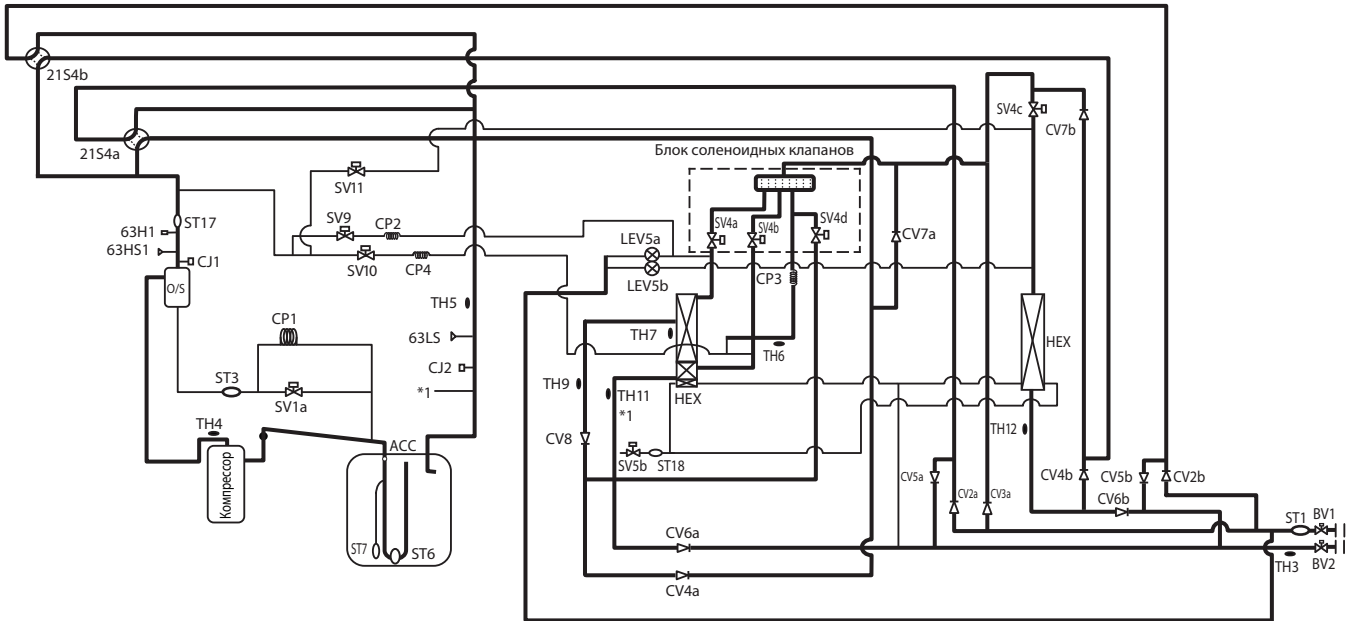 21S4b
21S4a
SV4c
CV7b
Блок соленоидных клапанов
SV11
ST17
63H1
63HS1
CJ1
O/S
SV9
CP2
SV10
CP4
SV4a
SV4b
SV4d
CV7a
LEV5a
LEV5b
CP3
TH5
63LS
CJ2
*1
CP1
ST3
SV1a
TH7
TH6
HEX
TH9
TH11
*1
HEX
TH4
ACC
Компрессор
CV8
SV5b
ST18
TH12
CV5a
CV2a
CV3a
CV4b
CV5b
CV2b
CV6b
ST7
ST6
CV6a
CV4a
ST1
BV1
TH3
BV2